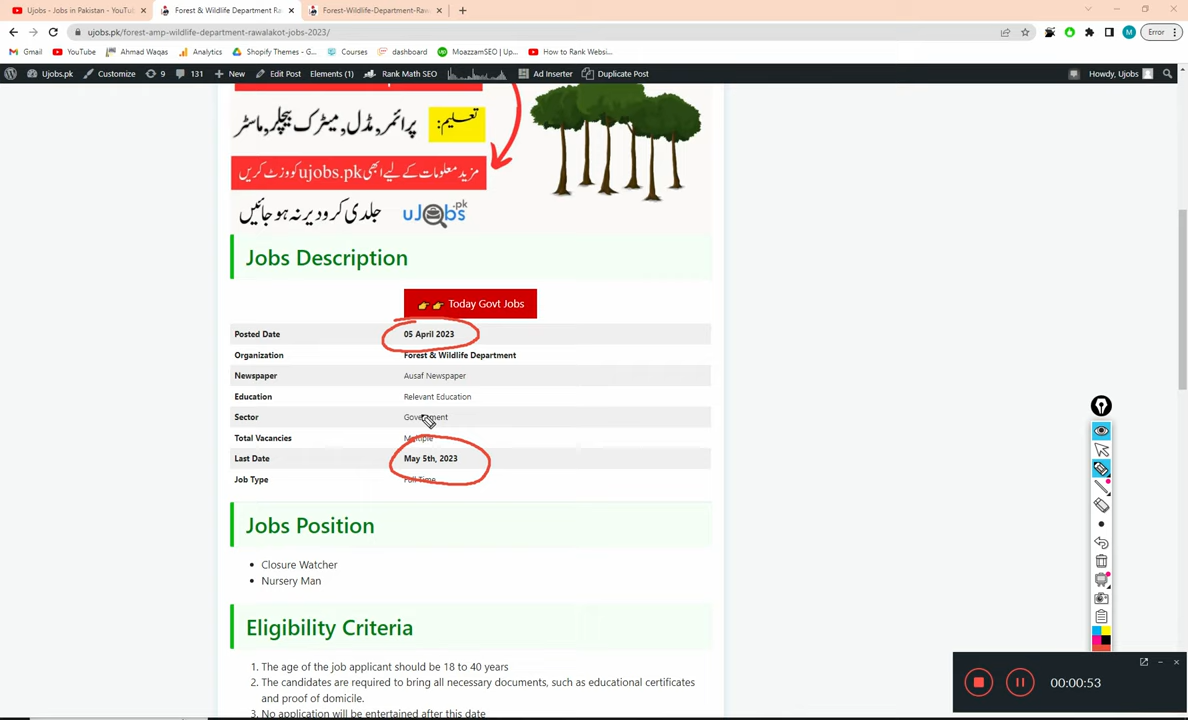 Ujobs - Jobs in Pakistan - YouTu
Forest & Wildlife Department R
Forest-Wildlife-Department-Raw
ujobs.pk/forest-amp-wildlife-department-rawalakot-jobs-2023/
Error
Gmail
YouTube
Ahmad Waqas
Analytics
Shopify Themes - G...
Courses
dashboard
MoazzamSEO | Up...
How to Rank Websi...
Ujobs.pk
Customize
9
131
New
Edit Post
Elements (1)
Rank Math SEO
Ad Inserter
Duplicate Post
Howdy, Ujobs
تعلیم: پرائمر، مڈل، میٹرک بیچلر، ماسٹر
مزید معلومات کے لیے ابھی ujobs.pk کو وزٹ کریں
جلدی کرو دیر نہ ہو جائیں
uJobs.pk
Jobs Description
Today Govt Jobs
Posted Date 05 April 2023
Organization Forest & Wildlife Department
Newspaper Ausaf Newspaper
Education Relevant Education
Sector Government
Total Vacancies Multiple
Last Date May 5th, 2023
Job Type Full Time
Jobs Position
Closure Watcher
Nursery Man
Eligibility Criteria
1. The age of the job applicant should be 18 to 40 years
2. The candidates are required to bring all necessary documents, such as educational certificates
and proof of domicile.
3. No application will be entertained after this date
00:00:53